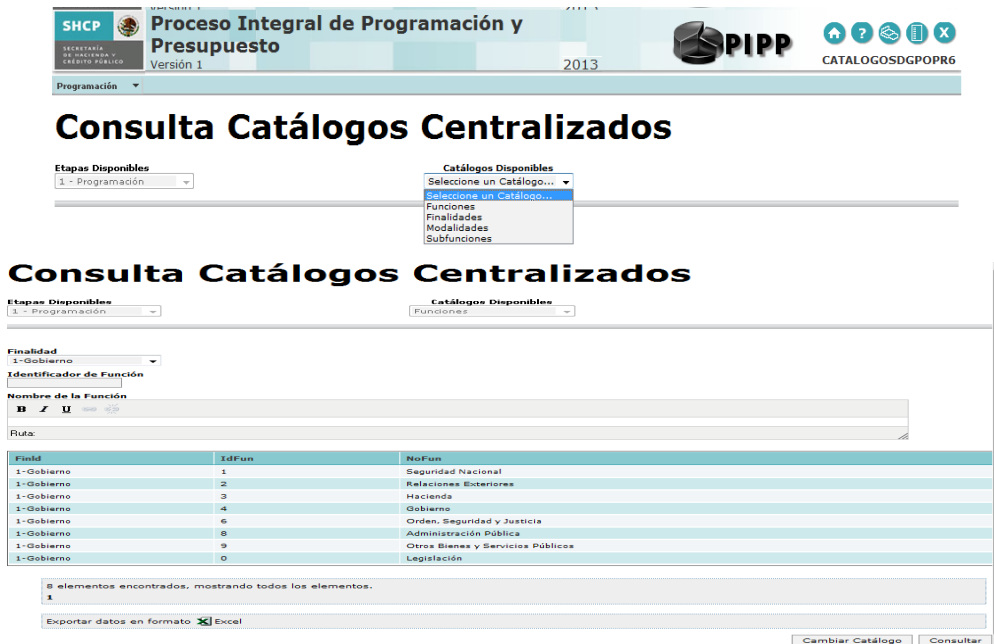 SHCP
SECRETARÍA
DE HACIENDA Y
CRÉDITO PÚBLICO
Proceso Integral de Programación y
Presupuesto
Versión 1
2013
PIPP
CATALOGOSDGPOPR6
Programación
Consulta Catálogos Centralizados
Etapas Disponibles
Catálogos Disponibles
1 - Programación
Seleccione un Catálogo...
Seleccione un Catálogo...
Funciones
Finalidades
Modalidades
Subfunciones
Consulta Catálogos Centralizados
Etapas Disponibles
Catálogos Disponibles
1 - Programación
Funciones
Finalidad
1-Gobierno
Identificador de Función
Nombre de la Función
B I U
Ruta:
FinId IdFun NoFun
1-Gobierno 1 Seguridad Nacional
1-Gobierno 2 Relaciones Exteriores
1-Gobierno 3 Hacienda
1-Gobierno 4 Gobierno
1-Gobierno 6 Orden, Seguridad y Justicia
1-Gobierno 8 Administración Pública
1-Gobierno 9 Otros Bienes y Servicios Públicos
1-Gobierno 0 Legislación
8 elementos encontrados, mostrando todos los elementos.
1
Exportar datos en formato Excel
Cambiar Catálogo Consultar